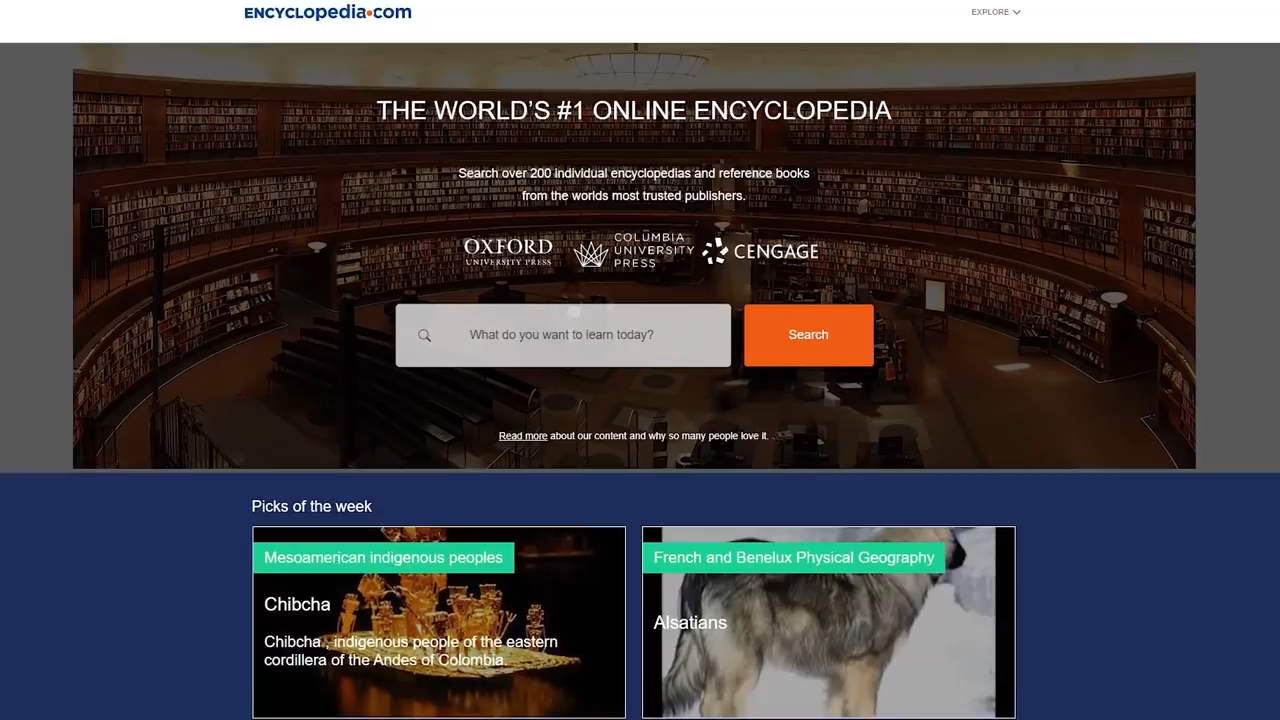 ENCYCLOpedia.com
EXPLORE
THE WORLD'S #1 ONLINE ENCYCLOPEDIA
Search over 200 individual encyclopedias and reference books
from the worlds most trusted publishers.
OXFORD
UNIVERSITY PRESS
COLUMBIA
UNIVERSITY
PRESS
CENGAGE
What do you want to learn today?
Search
Read more about our content and why so many people love it.
Picks of the week
Mesoamerican indigenous peoples
Chibcha
Chibcha , indigenous people of the eastern
cordillera of the Andes of Colombia.
French and Benelux Physical Geography
Alsatians